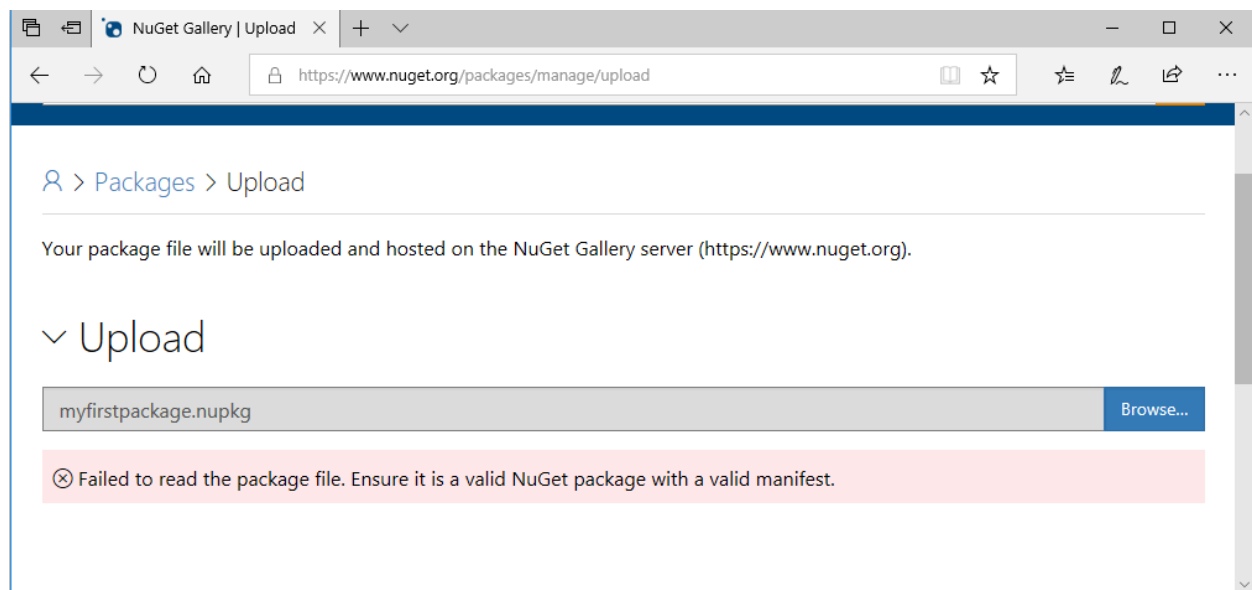 NuGet Gallery | Upload
https://www.nuget.org/packages/manage/upload
> Packages > Upload
Your package file will be uploaded and hosted on the NuGet Gallery server (https://www.nuget.org).
Upload
myfirstpackage.nupkg
Browse...
Failed to read the package file. Ensure it is a valid NuGet package with a valid manifest.